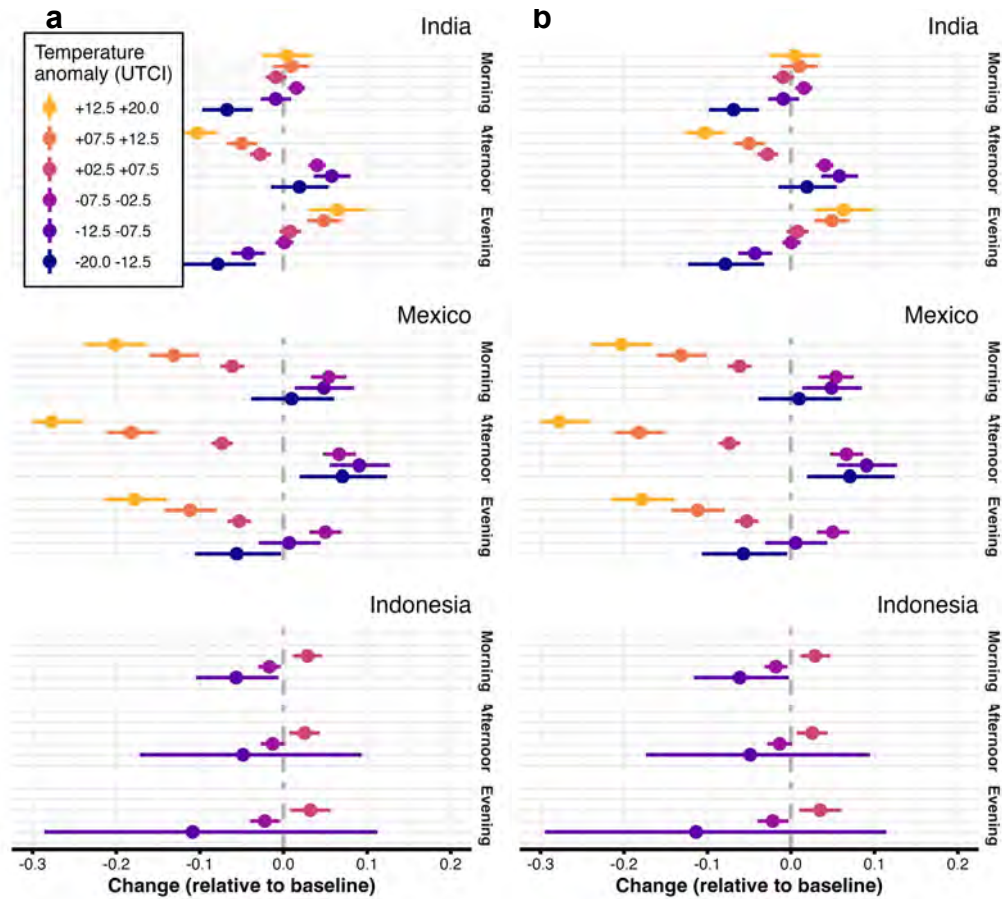 a
b
India
India
Temperature
anomaly (UTCI)
+12.5 +20.0
+07.5 +12.5
+02.5 +07.5
-07.5 -02.5
-12.5 -07.5
-20.0 -12.5
Morning
Afternoon
Evening
Morning
Afternoon
Evening
Mexico
Mexico
Morning
Afternoon
Evening
Morning
Afternoon
Evening
Indonesia
Indonesia
Morning
Afternoon
Evening
Morning
Afternoon
Evening
-0.3 -0.2 -0.1 0.0 0.1 0.2
-0.3 -0.2 -0.1 0.0 0.1 0.2
Change (relative to baseline)
Change (relative to baseline)